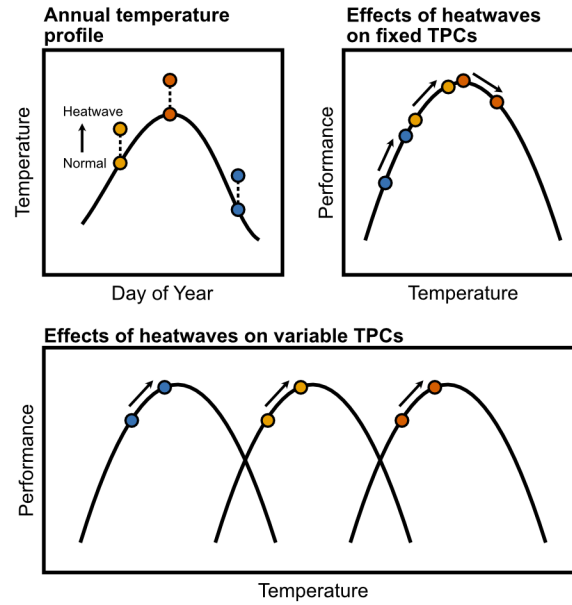 Annual temperature
profile
Temperature
Heatwave
Normal
Day of Year
Effects of heatwaves
on fixed TPCs
Performance
Temperature
Effects of heatwaves on variable TPCs
Performance
Temperature